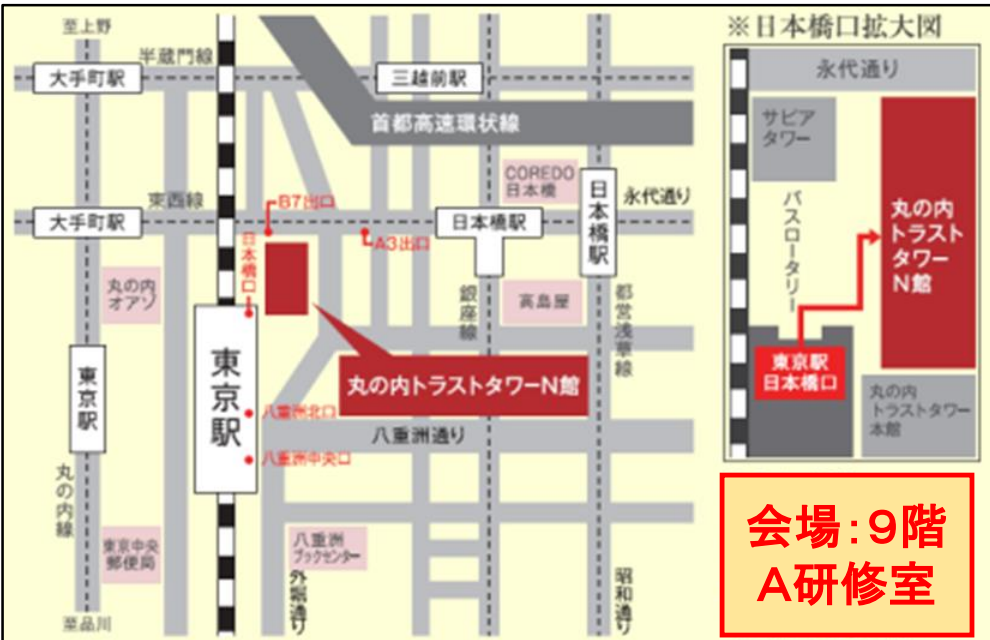 至上野
半蔵門線
大手町駅
三越前駅
首都高速環状線
COREDO
日本橋
日本橋駅
永代通り
東西線
B7出口
大手町駅
日本橋駅
A3出口
日本橋口
丸の内
オアゾ
銀座線
高島屋
都営浅草線
東京駅
東京駅
丸の内トラストタワーN館
八重洲北口
八重洲通り
八重洲中央口
丸の内線
東京中央
郵便局
八重洲
ブックセンター
外堀通り
昭和通り
至品川
※日本橋口拡大図
永代通り
サピア
タワー
バスロータリー
丸の内
トラスト
タワー
N館
東京駅
日本橋口
丸の内
トラストタワー
本館
会場:9階
A研修室